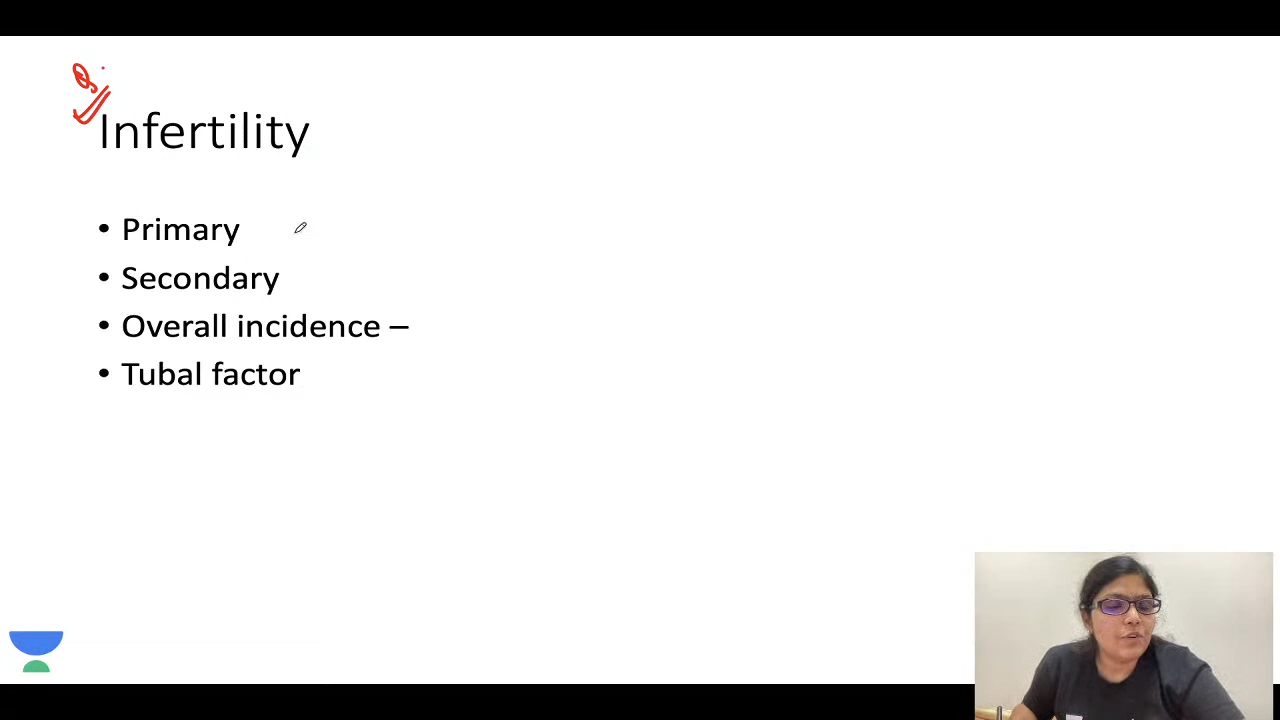 Infertility
• Primary
• Secondary
• Overall incidence –
• Tubal factor